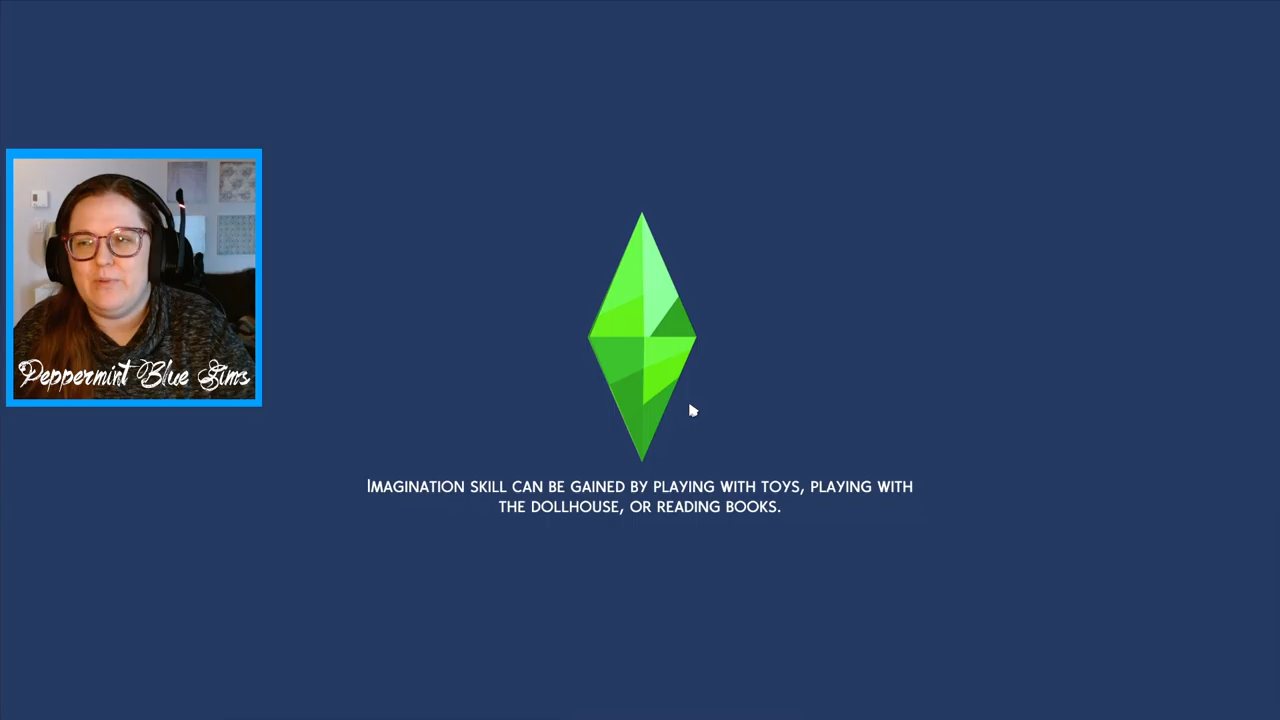 Peppermint Blue Sims
IMAGINATION SKILL CAN BE GAINED BY PLAYING WITH TOYS, PLAYING WITH
THE DOLLHOUSE, OR READING BOOKS.